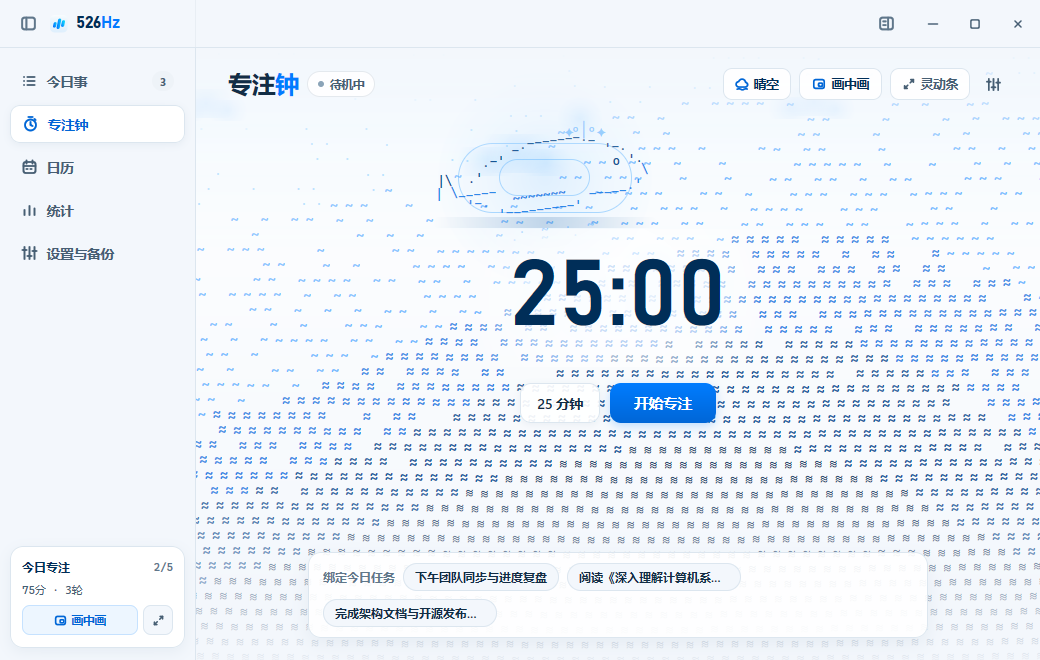 526Hz
今日事 3
专注钟
日历
统计
设置与备份
专注钟 待机中
晴空 画中画 灵动条
25:00
25 分钟 开始专注
今日专注 2/5
75分 · 3轮
画中画
绑定今日任务 下午团队同步与进度复盘 阅读《深入理解计算机系...
完成架构文档与开源发布...